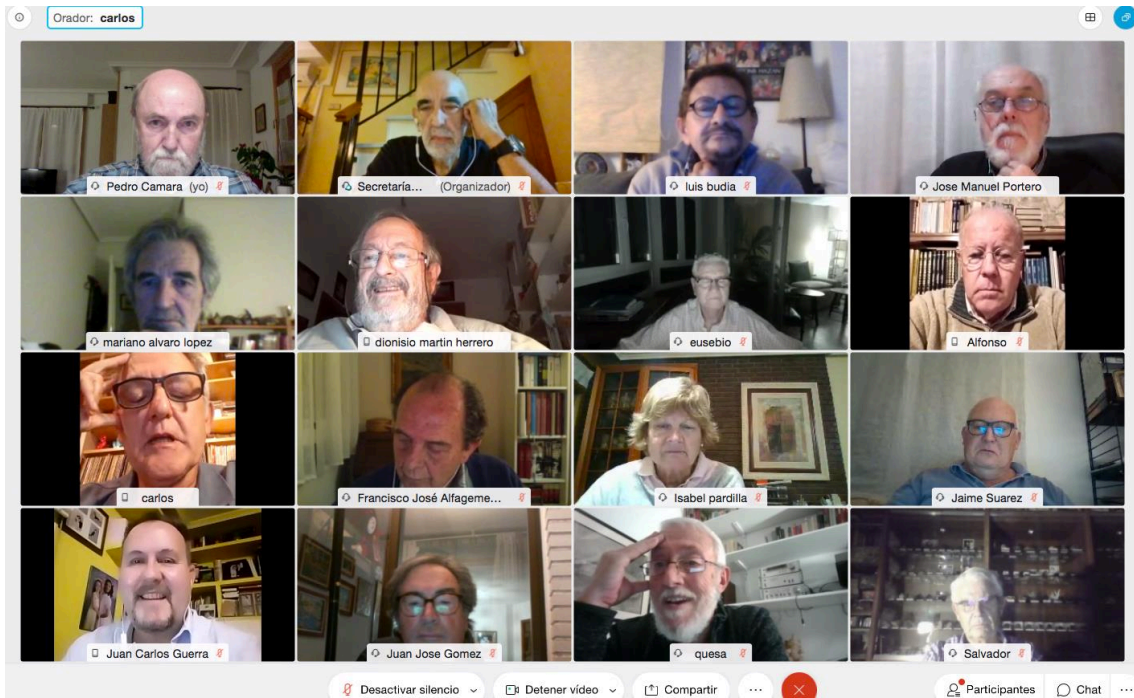 Orador: carlos
Pedro Camara (yo)
Secretaría... (Organizador)
luis budia
Jose Manuel Portero
mariano alvaro lopez
dionisio martin herrero
eusebio
Alfonso
carlos
Francisco José Alfageme...
Isabel pardilla
Jaime Suarez
Juan Carlos Guerra
Juan Jose Gomez
quesa
Salvador
Desactivar silencio
Detener vídeo
Compartir
...
Participantes
Chat
...